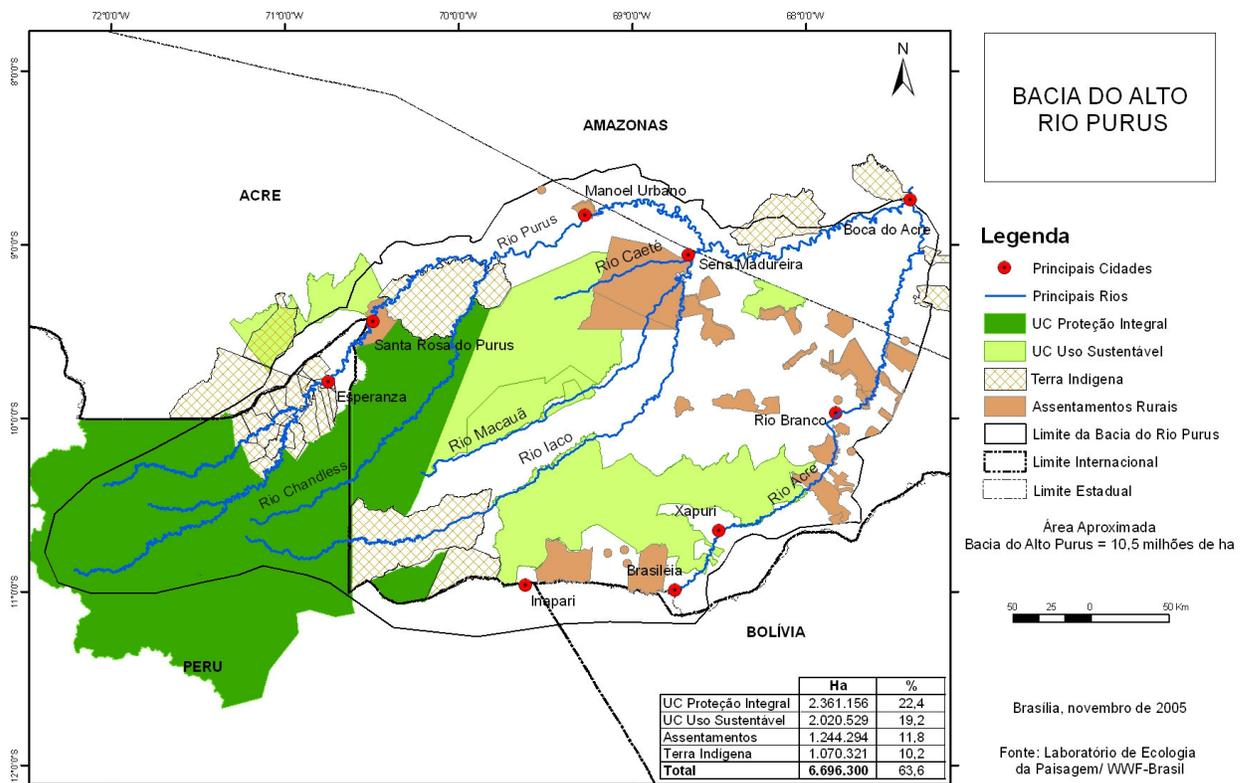 72°0'0"W 71°0'0"W 70°0'0"W 69°0'0"W 68°0'0"W
8°0'0"S
9°0'0"S
10°0'0"S
11°0'0"S
12°0'0"S
N
AMAZONAS
ACRE
Manoel Urbano
Rio Purus
Boca do Acre
Rio Caeté
Sena Madureira
Santa Rosa do Purus
Esperanza
Rio Branco
Rio Macauã
Rio Iaco
Rio Chandless
Rio Acre
Xapuri
Brasiléia
Inapari
BOLÍVIA
PERU
Ha %
UC Proteção Integral 2.361.156 22,4
UC Uso Sustentável 2.020.529 19,2
Assentamentos 1.244.294 11,8
Terra Indígena 1.070.321 10,2
Total 6.696.300 63,6
BACIA DO ALTO
RIO PURUS
Legenda
Principais Cidades
Principais Rios
UC Proteção Integral
UC Uso Sustentável
Terra Indígena
Assentamentos Rurais
Limite da Bacia do Rio Purus
Limite Internacional
Limite Estadual
Área Aproximada
Bacia do Alto Purus = 10,5 milhões de ha
50 25 0 50 Km
Brasília, novembro de 2005
Fonte: Laboratório de Ecologia
da Paisagem/ WWF-Brasil